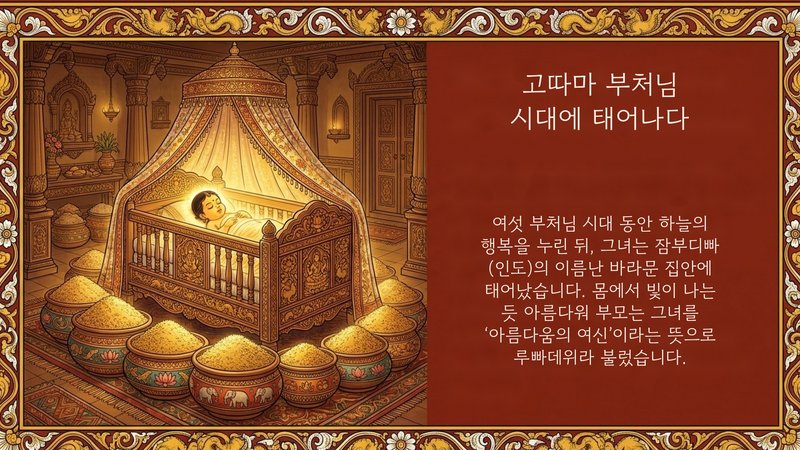 고따마 부처님
시대에 태어나다
여섯 부처님 시대 동안 하늘의
행복을 누린 뒤, 그녀는 잠부디빠
(인도)의 이름난 바라문 집안에
태어났습니다. 몸에서 빛이 나는
듯 아름다워 부모는 그녀를
‘아름다움의 여신’이라는 뜻으로
루빠데위라 불렀습니다.